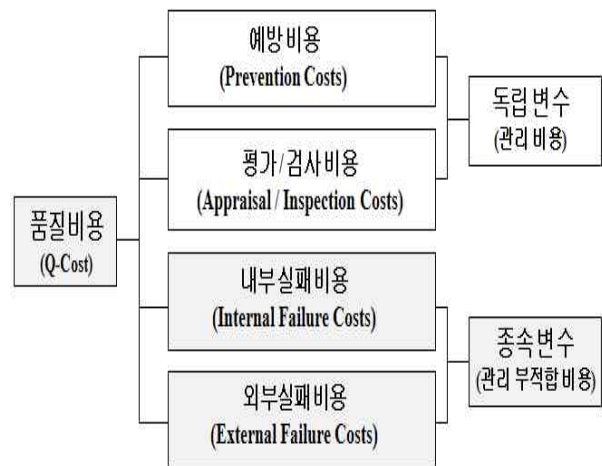 품질비용
(Q-Cost)
예방 비용
(Prevention Costs)
평가/검사비용
(Appraisal / Inspection Costs)
내부실패비용
(Internal Failure Costs)
외부실패비용
(External Failure Costs)
독립 변수
(관리 비용)
종속 변수
(관리 부적합 비용)